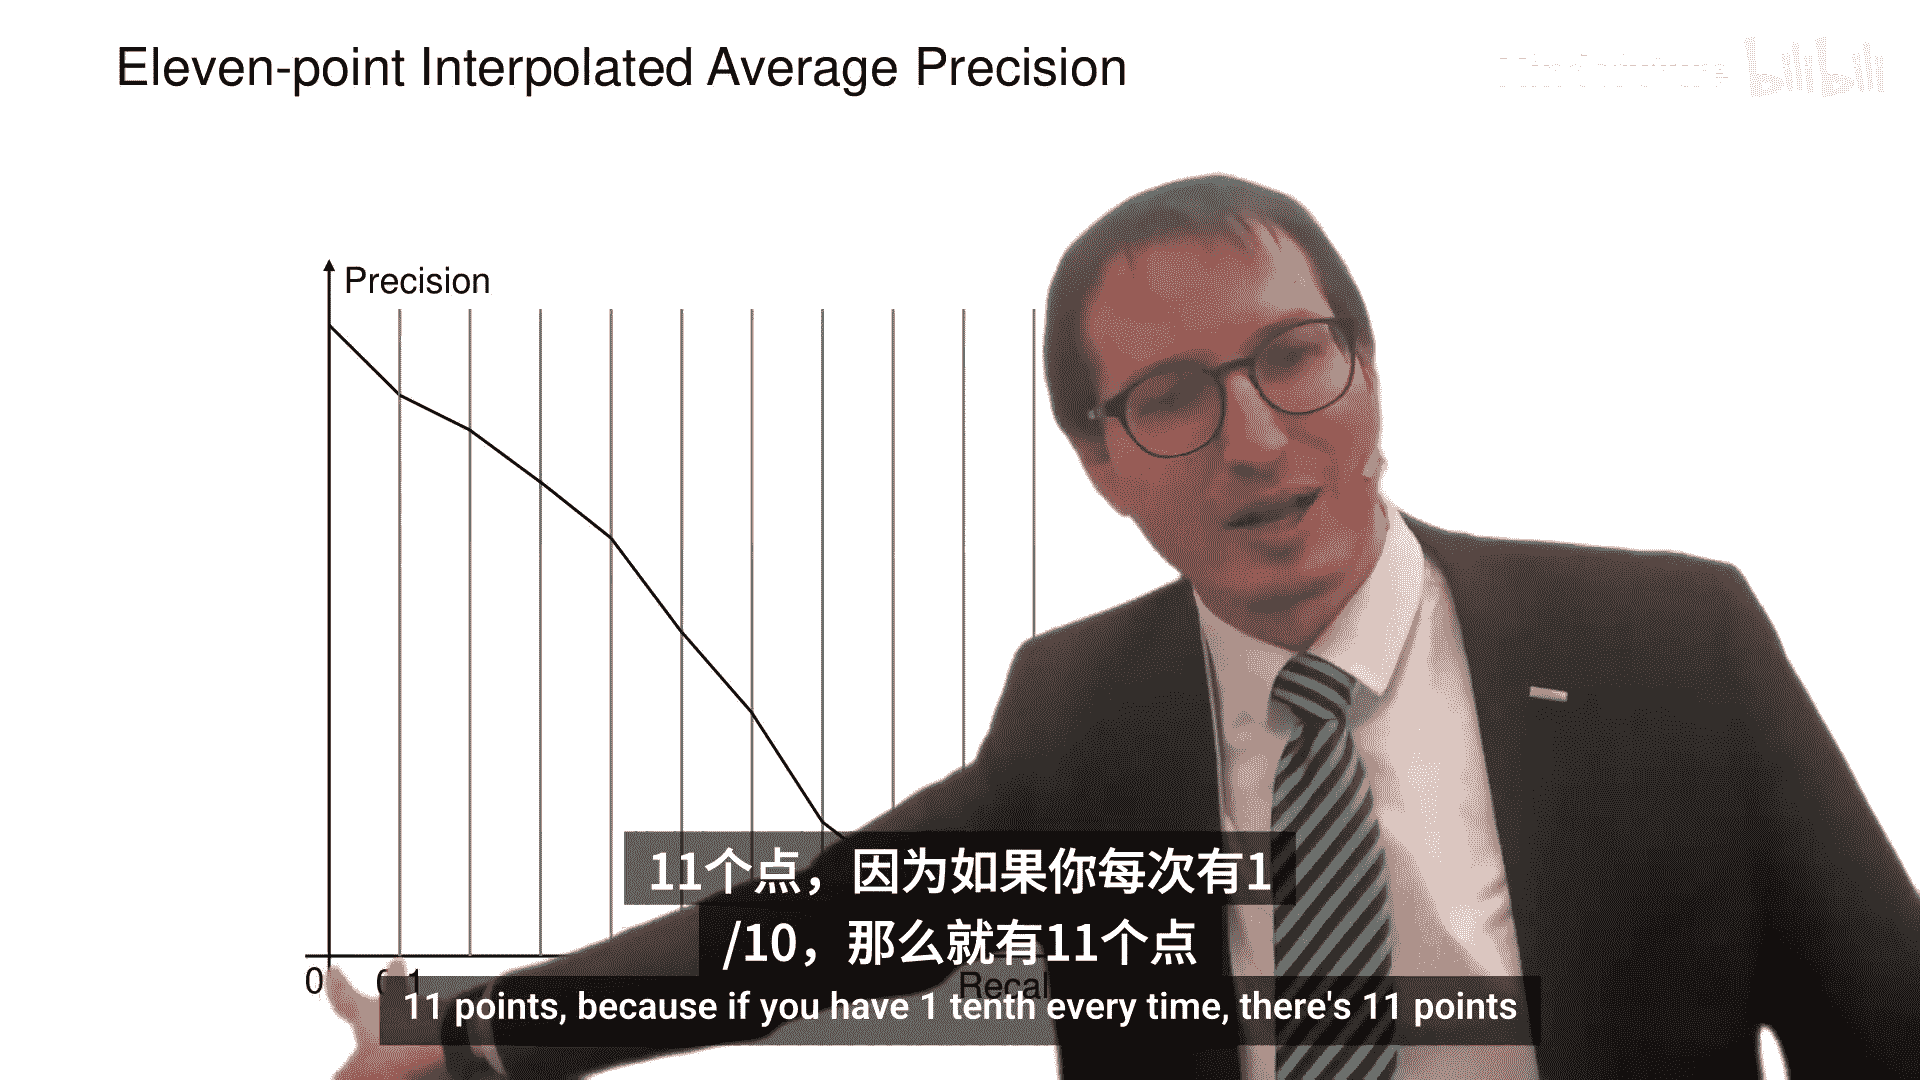 Eleven-point Interpolated Average Precision
bilibili
Precision
11个点，因为如果你每次有1
/10，那么就有11个点
0
Recal
11 points, because if you have 1 tenth every time, there's 11 points